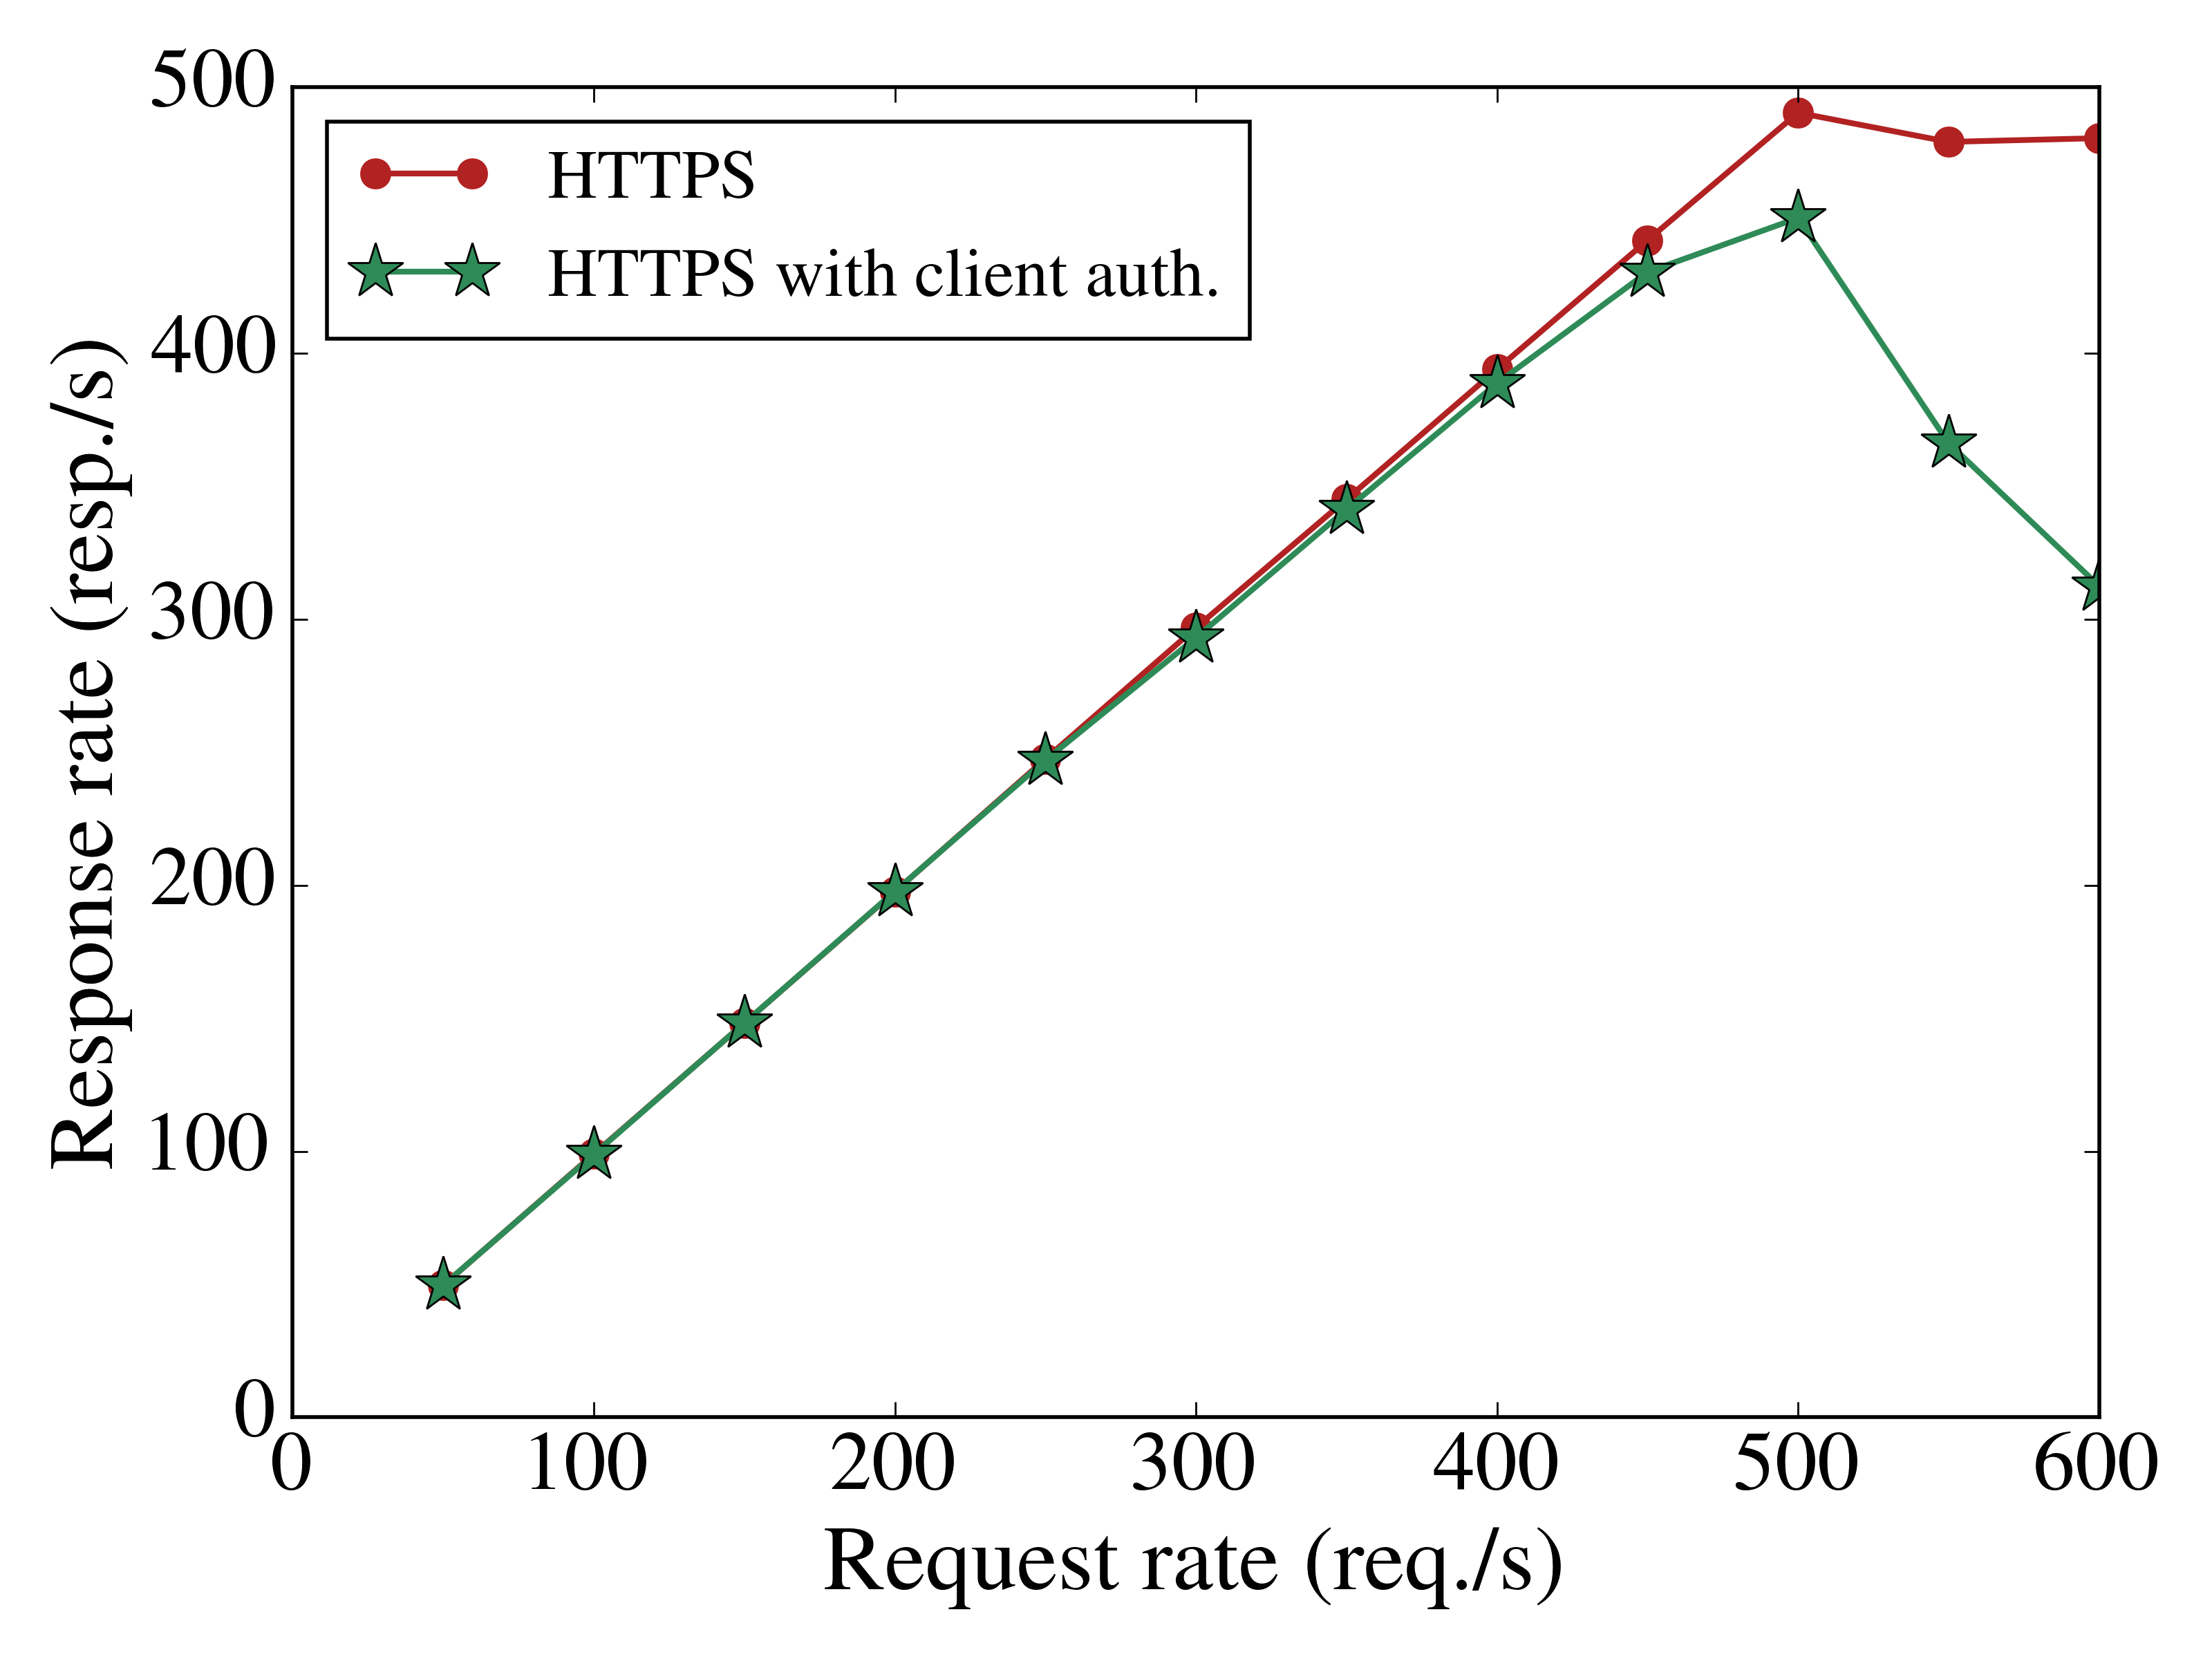 500
400
300
200
100
0
Response rate (resp./s)
HTTPS
HTTPS with client auth.
0 100 200 300 400 500 600
Request rate (req./s)